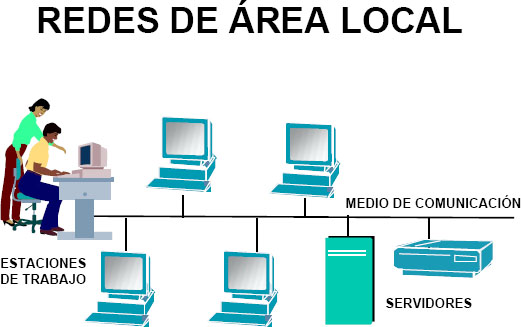 REDES DE ÁREA LOCAL
MEDIO DE COMUNICACIÓN
ESTACIONES
DE TRABAJO
SERVIDORES